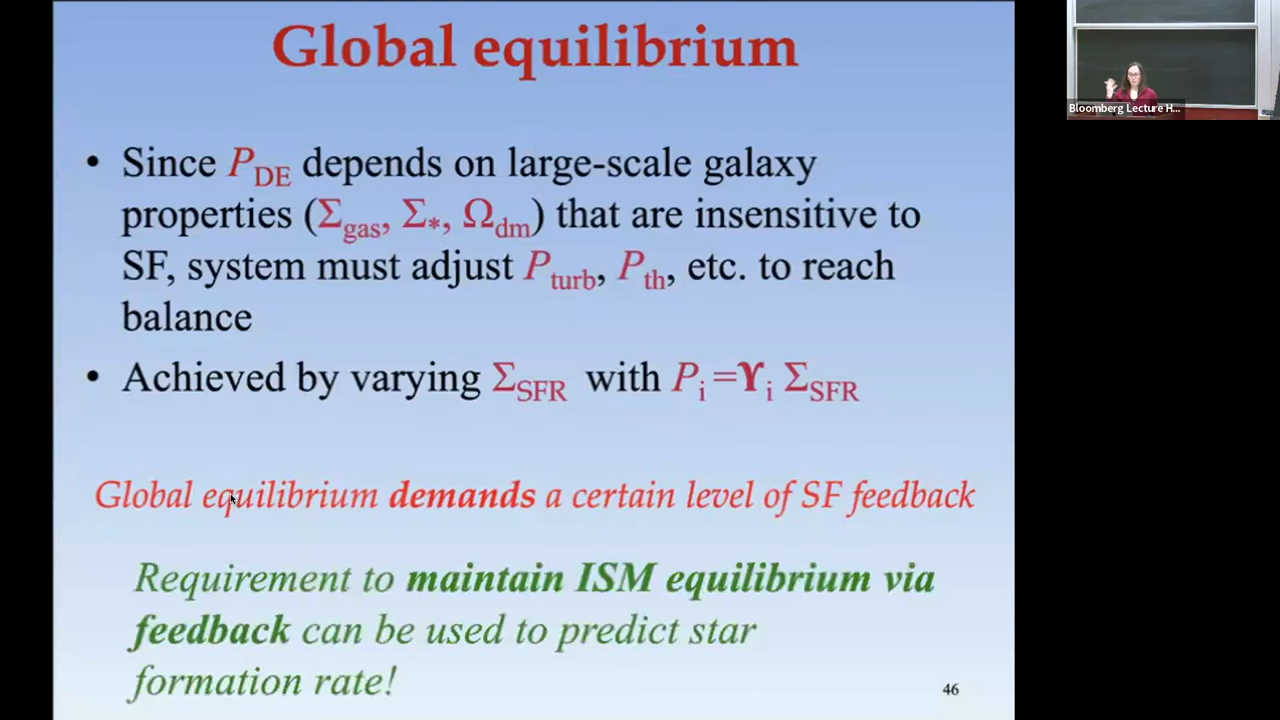 Global equilibrium
• Since P_DE depends on large-scale galaxy
properties (Σ_gas, Σ_*, Ω_dm) that are insensitive to
SF, system must adjust P_turb, P_th, etc. to reach
balance
• Achieved by varying Σ_SFR with P_i =ϒ_i Σ_SFR
Global equilibrium demands a certain level of SF feedback
Requirement to maintain ISM equilibrium via
feedback can be used to predict star
formation rate!
46
Bloomberg Lecture H...